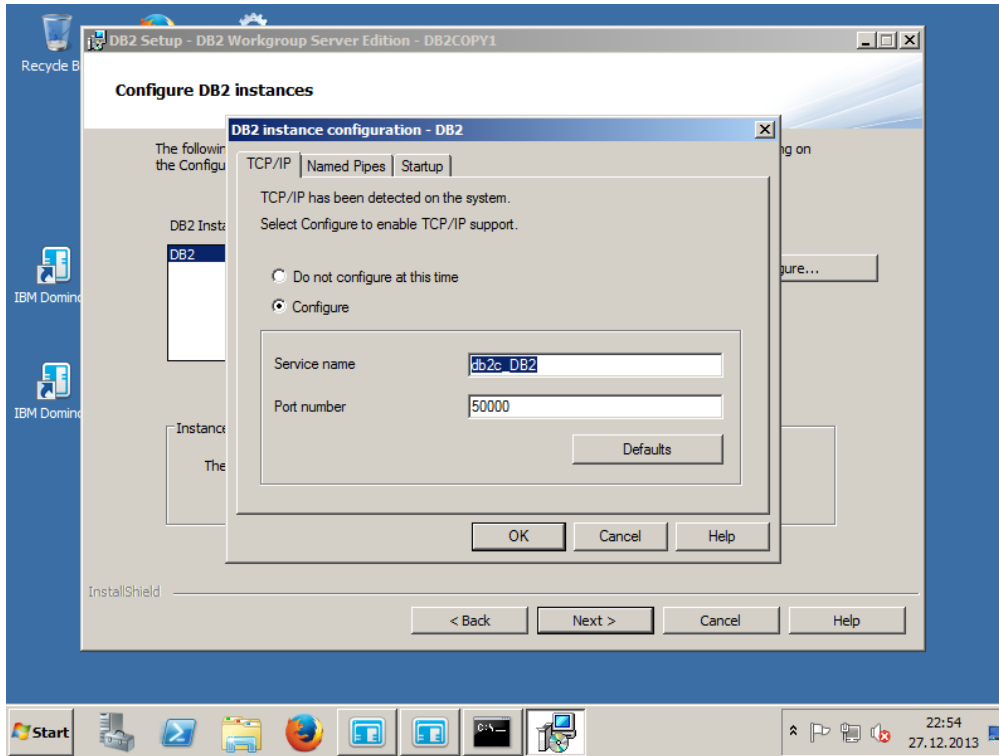 Recycle B
DB2 Setup - DB2 Workgroup Server Edition - DB2COPY1
Configure DB2 instances
The followin
ng on
the Configu
DB2 instance configuration - DB2
TCP/IP Named Pipes Startup
TCP/IP has been detected on the system.
Select Configure to enable TCP/IP support.
DB2 Insta
DB2
gure...
Do not configure at this time
Configure
IBM Domino
Service name db2c_DB2
Port number 50000
IBM Domino
Instance
Defaults
The
OK Cancel Help
InstallShield
< Back Next > Cancel Help
Start
C:\_
22:54
27.12.2013